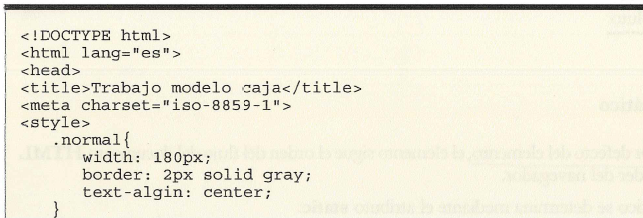 <!DOCTYPE html>
<html lang="es">
<head>
<title>Trabajo modelo caja</title>
<meta charset="iso-8859-1">
<style>
.normal{
width: 180px;
border: 2px solid gray;
text-algin: center;
}